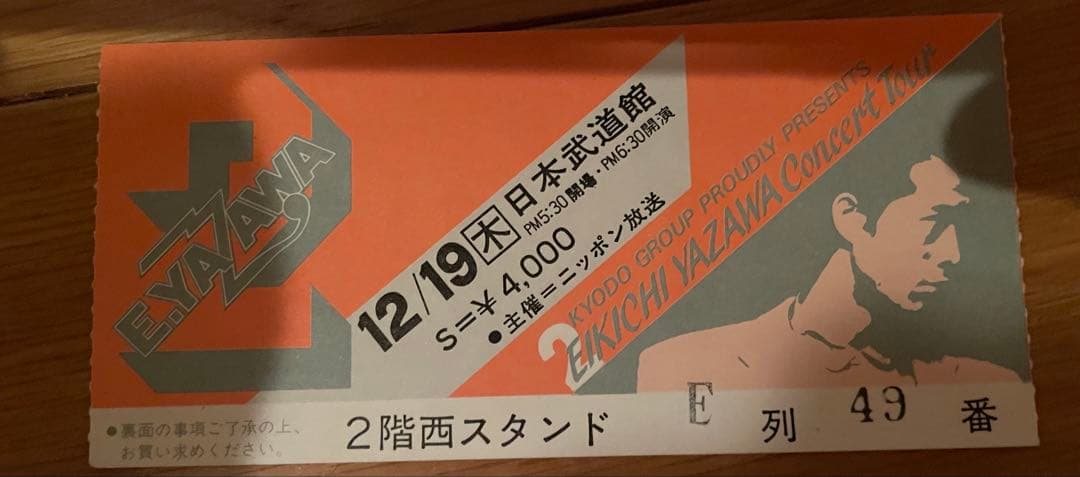 E.YAZAWA
12/19 木 日本武道館
PM5:30開場・PM6:30開演
S=¥4,000
●主催=ニッポン放送
KYODO GROUP PROUDLY PRESENTS
EIKICHI YAZAWA Concert Tour
2
2階西スタンド E 列 49 番
●裏面の事項ご了承の上、
お買い求めください。